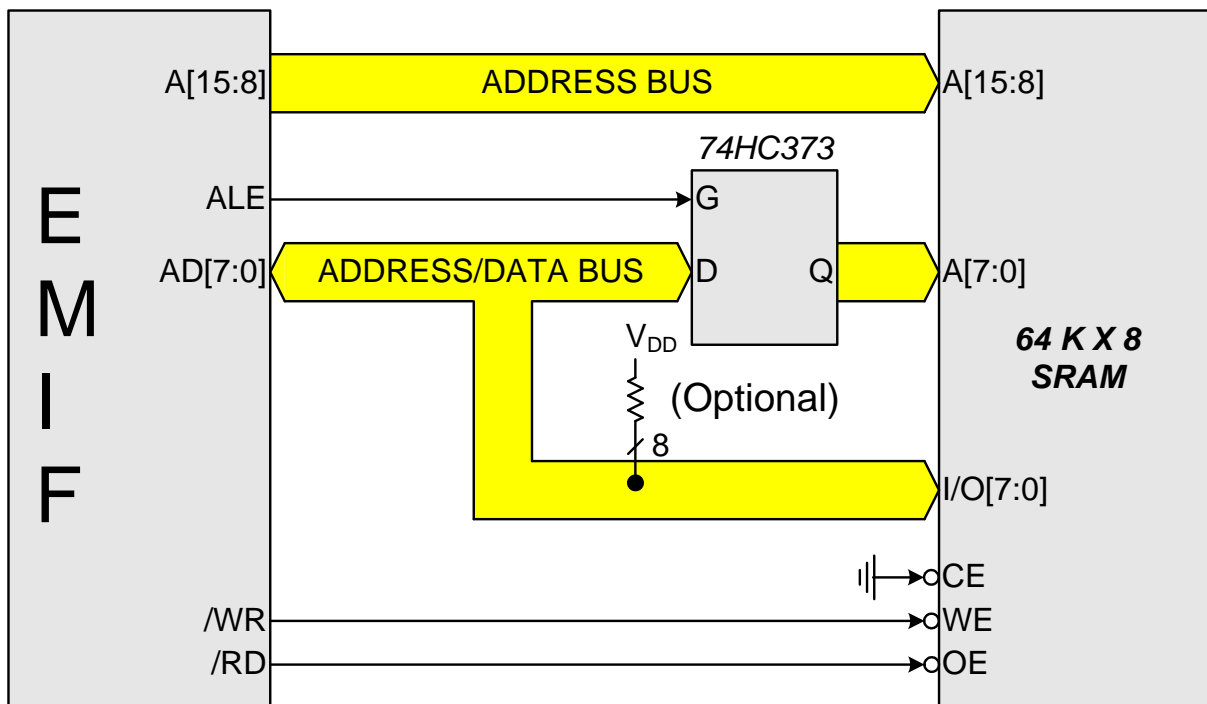 A[15:8]
ADDRESS BUS
A[15:8]
74HC373
ALE
G
E
M
I
F
AD[7:0]
ADDRESS/DATA BUS
D
Q
A[7:0]
VDD
(Optional)
8
64 K X 8
SRAM
I/O[7:0]
CE
/WR
WE
/RD
OE